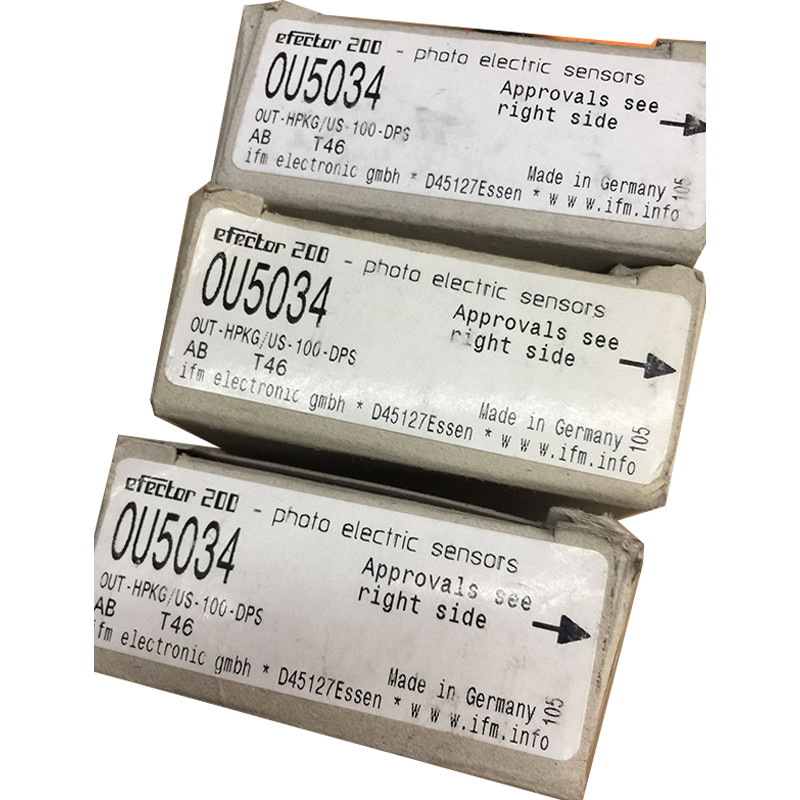 efector 200 - photo electric sensors
OU5034
Approvals see
right side
OUT-HPKG/US-100-DPS
AB T46
Made in Germany
105
ifm electronic gmbh * D45127Essen * w w w.ifm.info
efector 200 - photo electric sensors
OU5034
Approvals see
right side
OUT-HPKG/US-100-DPS
AB T46
Made in Germany
105
ifm electronic gmbh * D45127Essen * w w w.ifm.info
efector 200 - photo electric sensors
OU5034
Approvals see
right side
OUT-HPKG/US-100-DPS
AB T46
Made in Germany
105
ifm electronic gmbh * D45127Essen * w w w.ifm.info